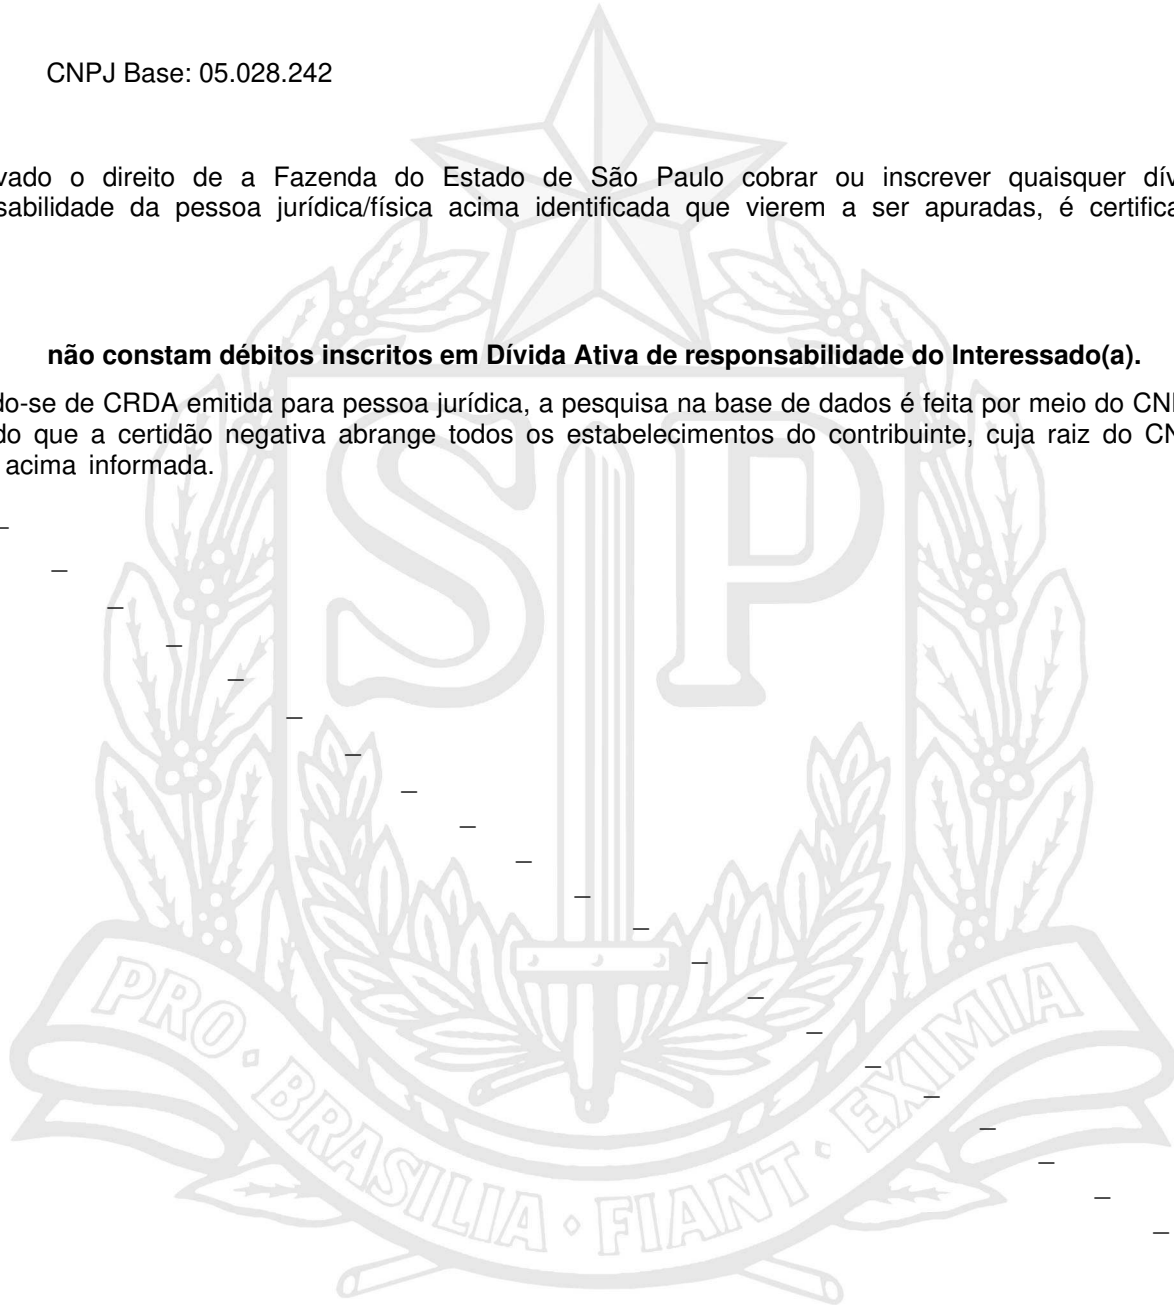 CNPJ Base: 05.028.242
vado o direito de a Fazenda do Estado de São Paulo cobrar ou inscrever quaisquer dív
sabilidade da pessoa jurídica/física acima identificada que vierem a ser apuradas, é certifica
não constam débitos inscritos em Dívida Ativa de responsabilidade do Interessado(a).
do-se de CRDA emitida para pessoa jurídica, a pesquisa na base de dados é feita por meio do CN
do que a certidão negativa abrange todos os estabelecimentos do contribuinte, cuja raiz do CN
acima informada.
SP
PRO · BRASILIA · FIANT · EXIMIA